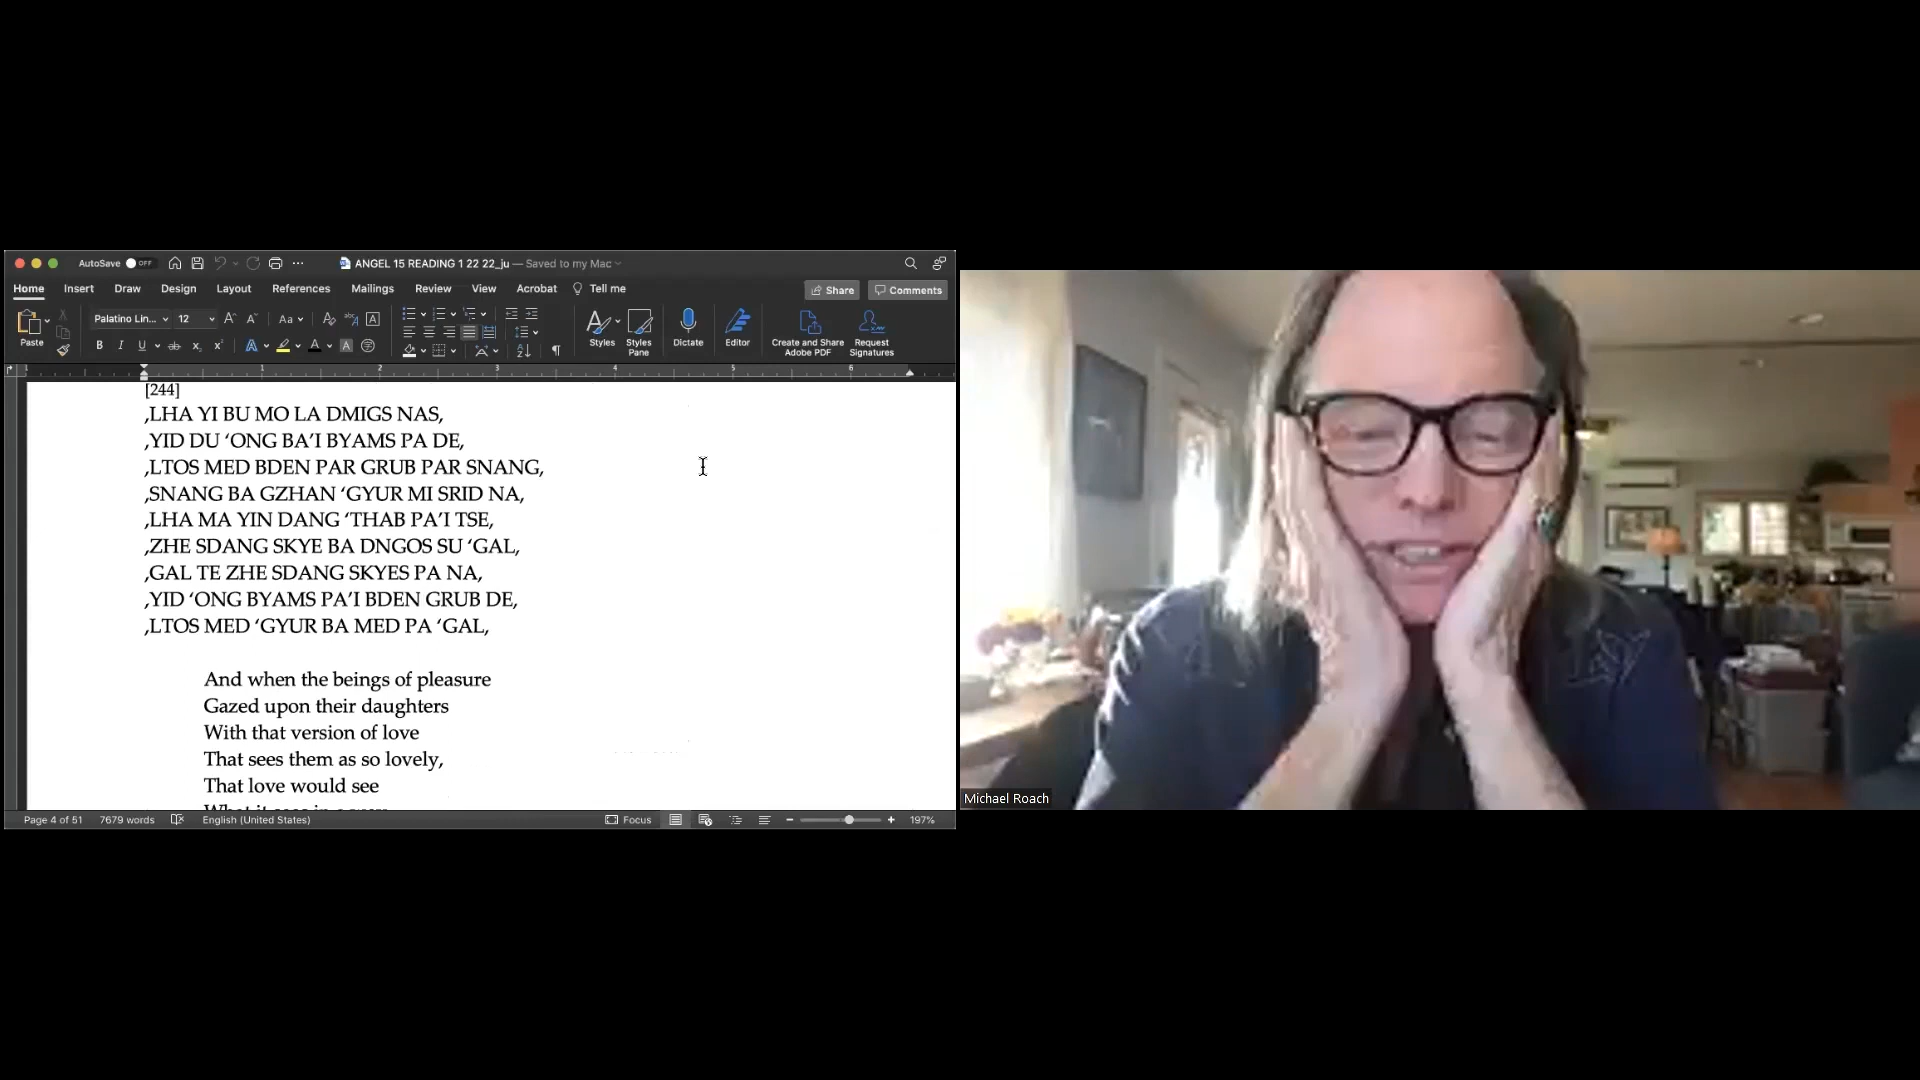 AutoSave OFF
ANGEL 15 READING 1 22 22_ju — Saved to my Mac
Home Insert Draw Design Layout References Mailings Review View Acrobat Tell me
Share Comments
Paste
Palatino Lin... 12
Styles
Styles Pane
Dictate
Editor
Create and Share Adobe PDF
Request Signatures
1 1 2 3 4 5 6
[244]
,LHA YI BU MO LA DMIGS NAS,
,YID DU ‘ONG BA’I BYAMS PA DE,
,LTOS MED BDEN PAR GRUB PAR SNANG,
,SNANG BA GZHAN ‘GYUR MI SRID NA,
,LHA MA YIN DANG ‘THAB PA’I TSE,
,ZHE SDANG SKYE BA DNGOS SU ‘GAL,
,GAL TE ZHE SDANG SKYES PA NA,
,YID ‘ONG BYAMS PA’I BDEN GRUB DE,
,LTOS MED ‘GYUR BA MED PA ‘GAL,
And when the beings of pleasure
Gazed upon their daughters
With that version of love
That sees them as so lovely,
That love would see
Page 4 of 51 7679 words English (United States) Focus 197%
Michael Roach